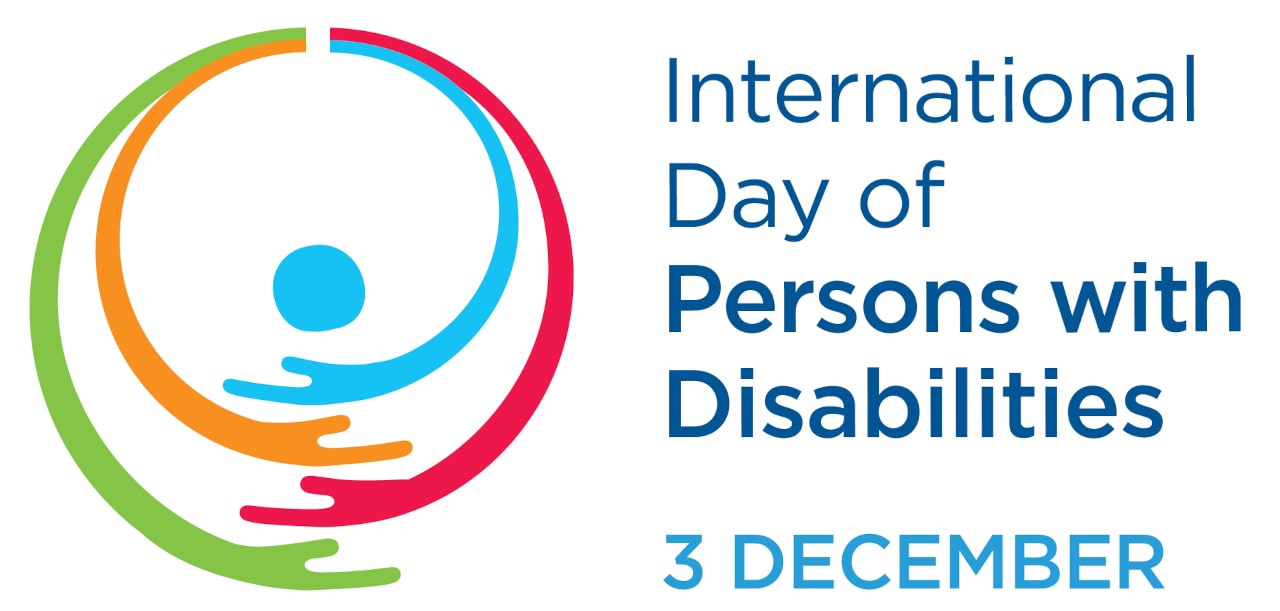 International
Day of
Persons with
Disabilities
3 DECEMBER